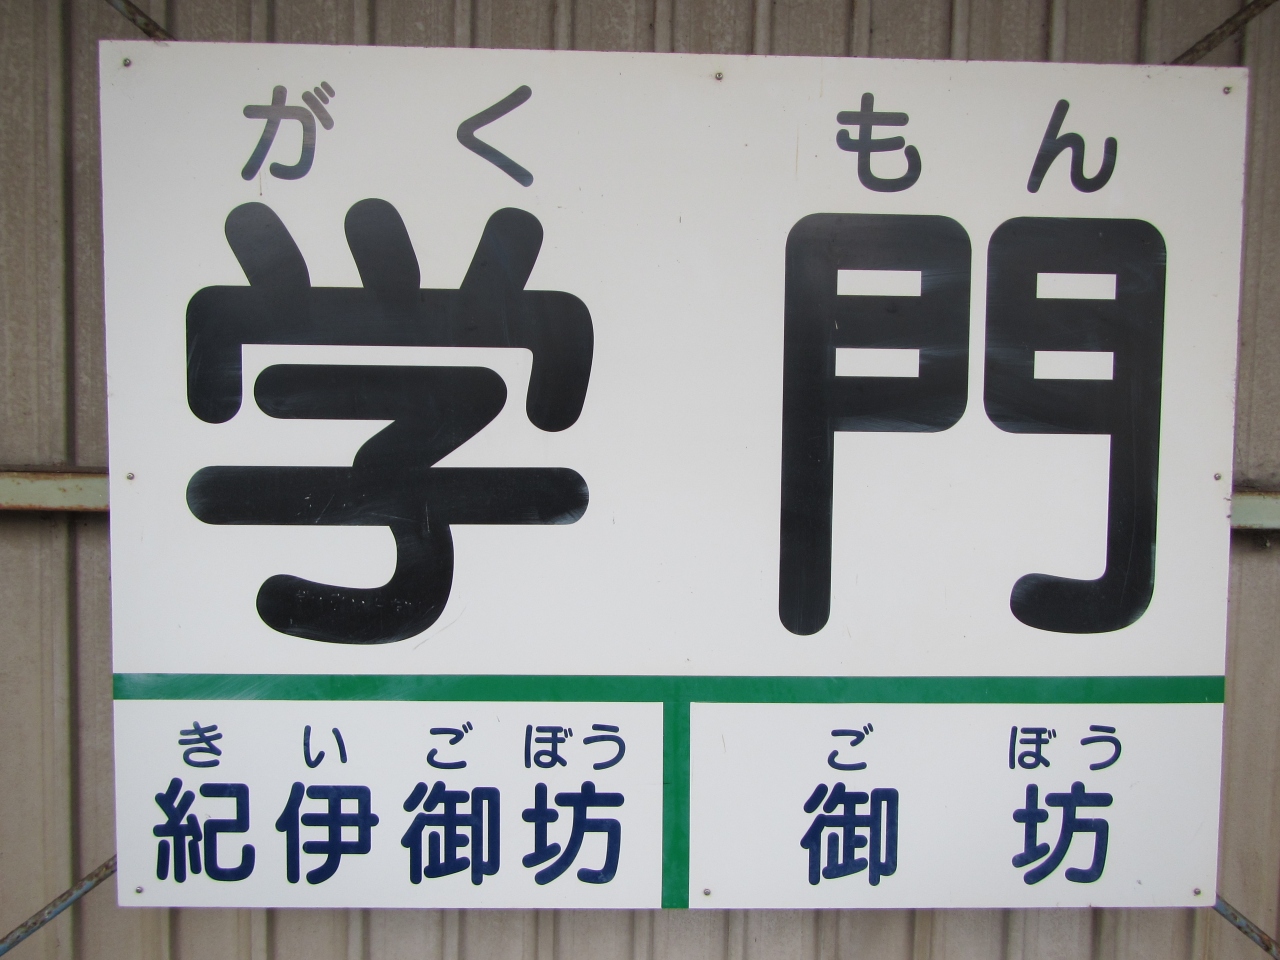 がくもん
学門
きいごぼう ごぼう
紀伊御坊 御坊